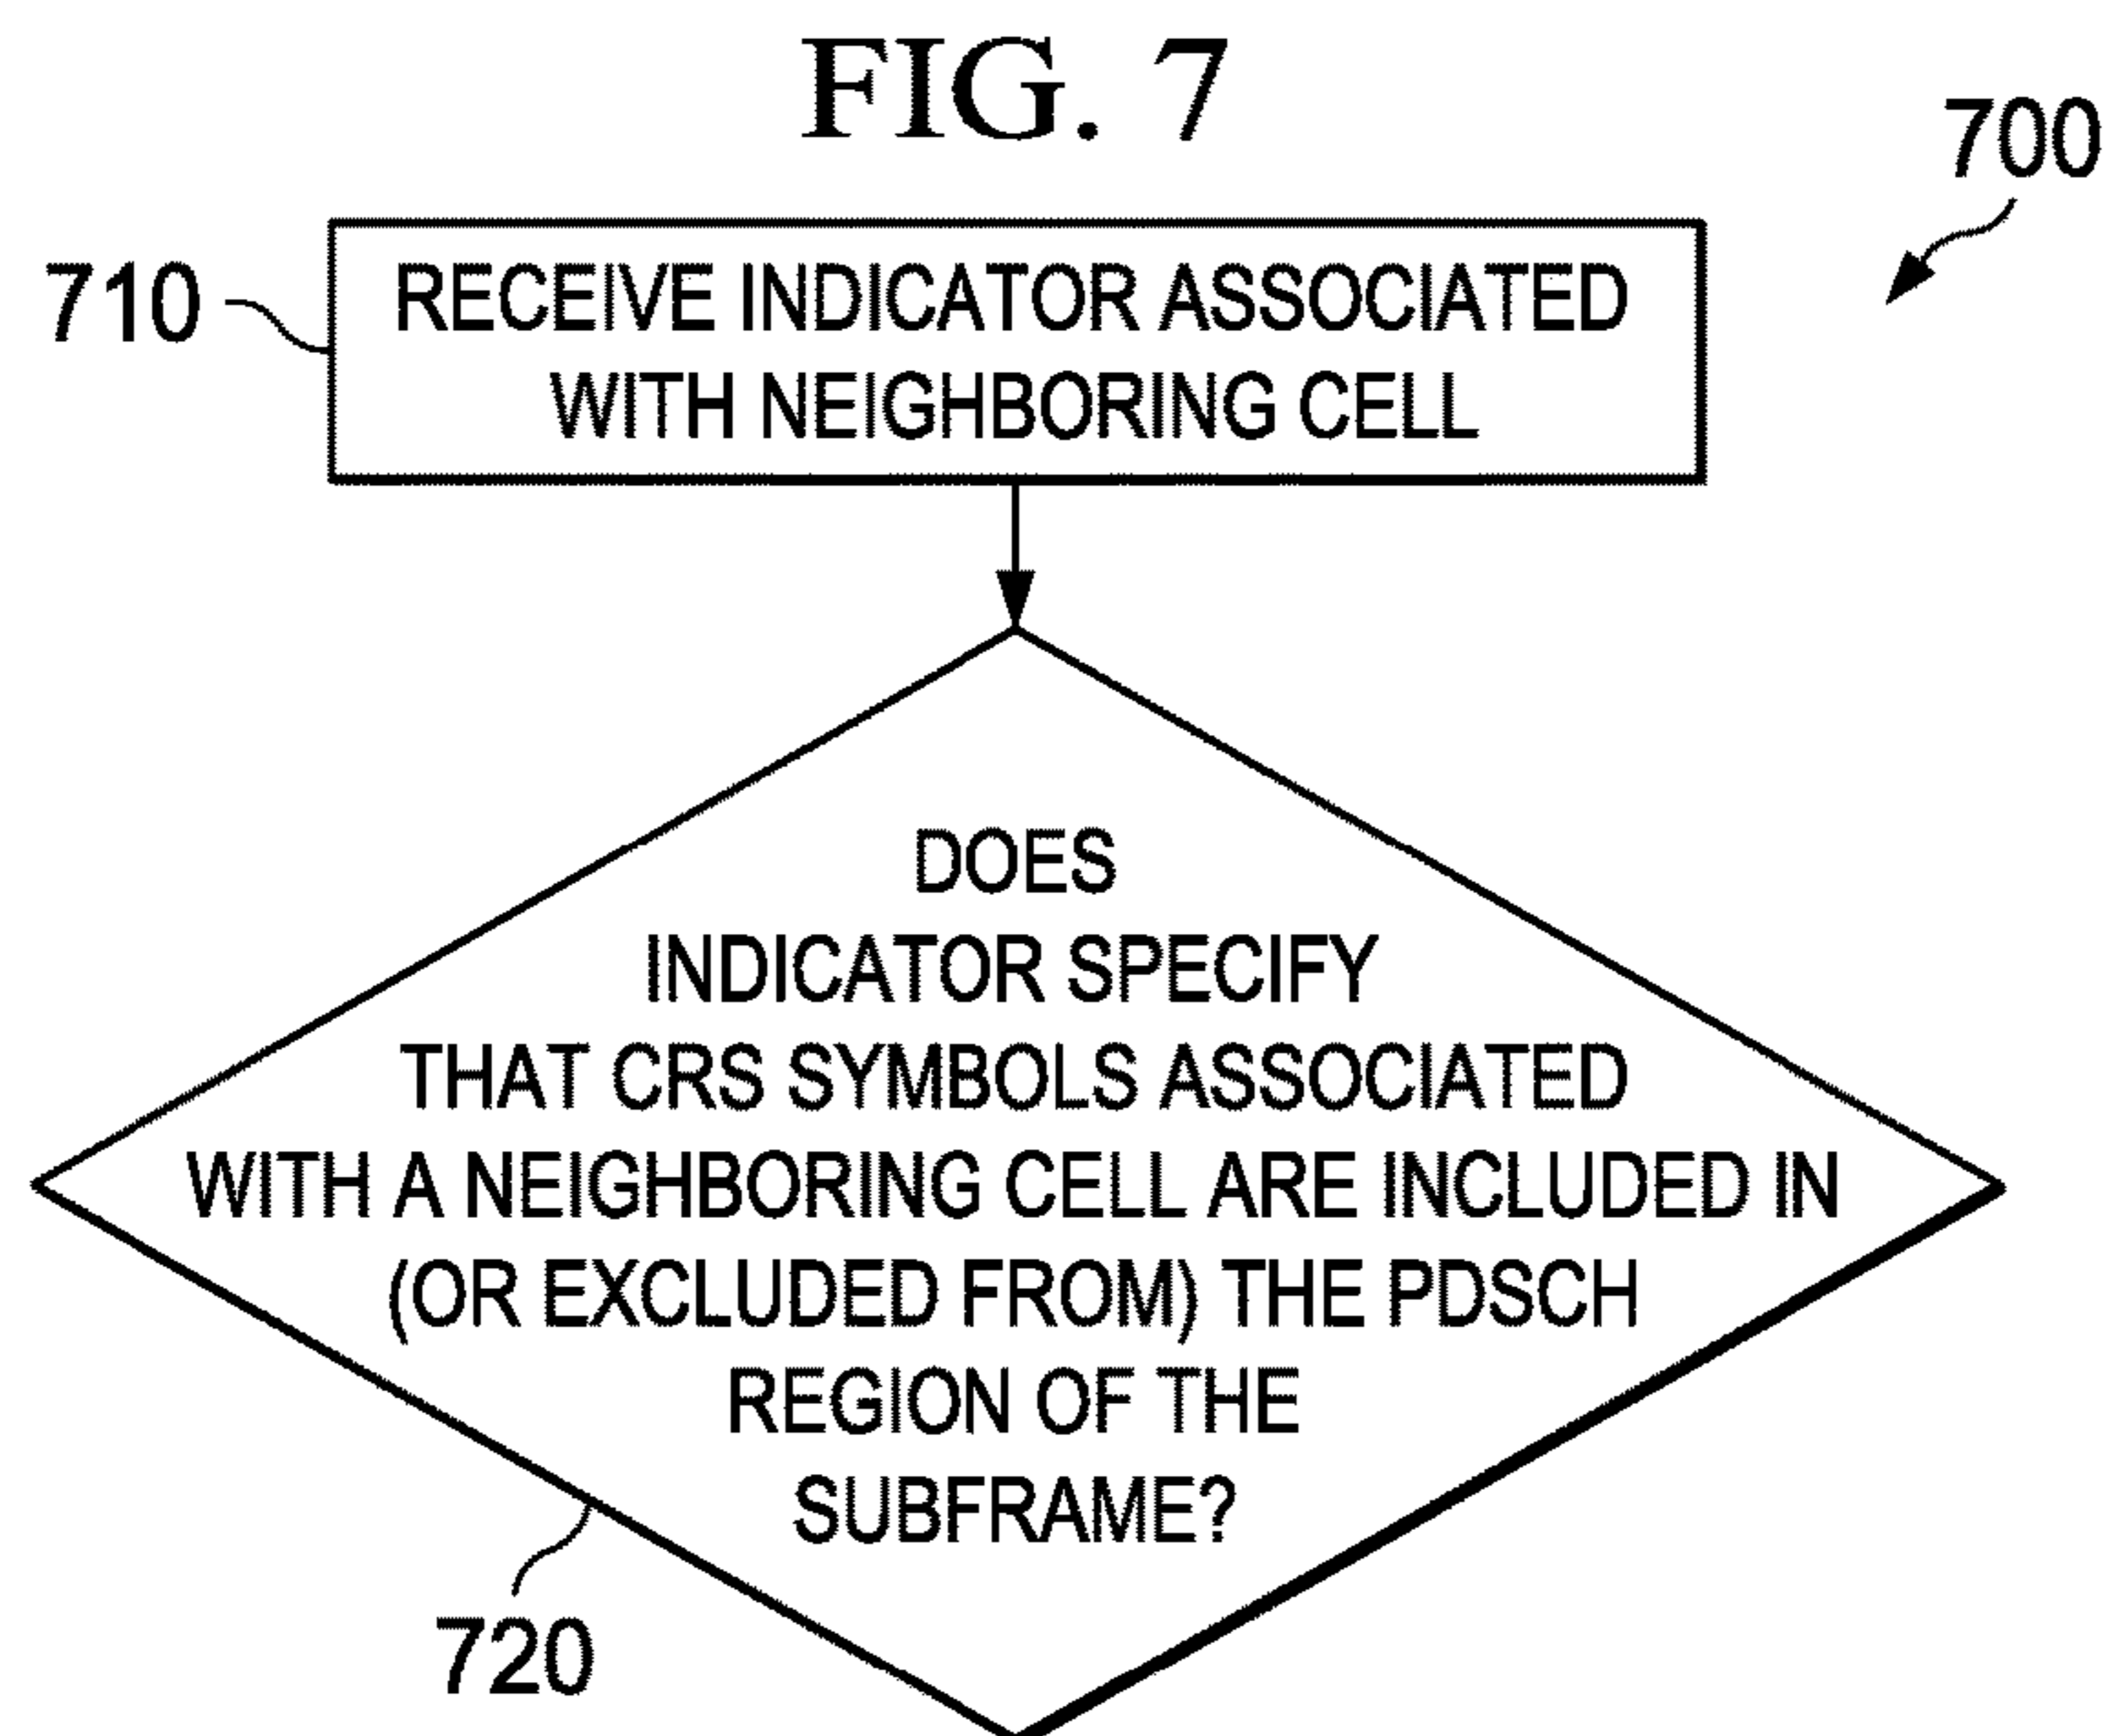 FIG. 7
700
710
RECEIVE INDICATOR ASSOCIATED
WITH NEIGHBORING CELL
DOES
INDICATOR SPECIFY
THAT CRS SYMBOLS ASSOCIATED
WITH A NEIGHBORING CELL ARE INCLUDED IN
(OR EXCLUDED FROM) THE PDSCH
REGION OF THE
SUBFRAME?
720